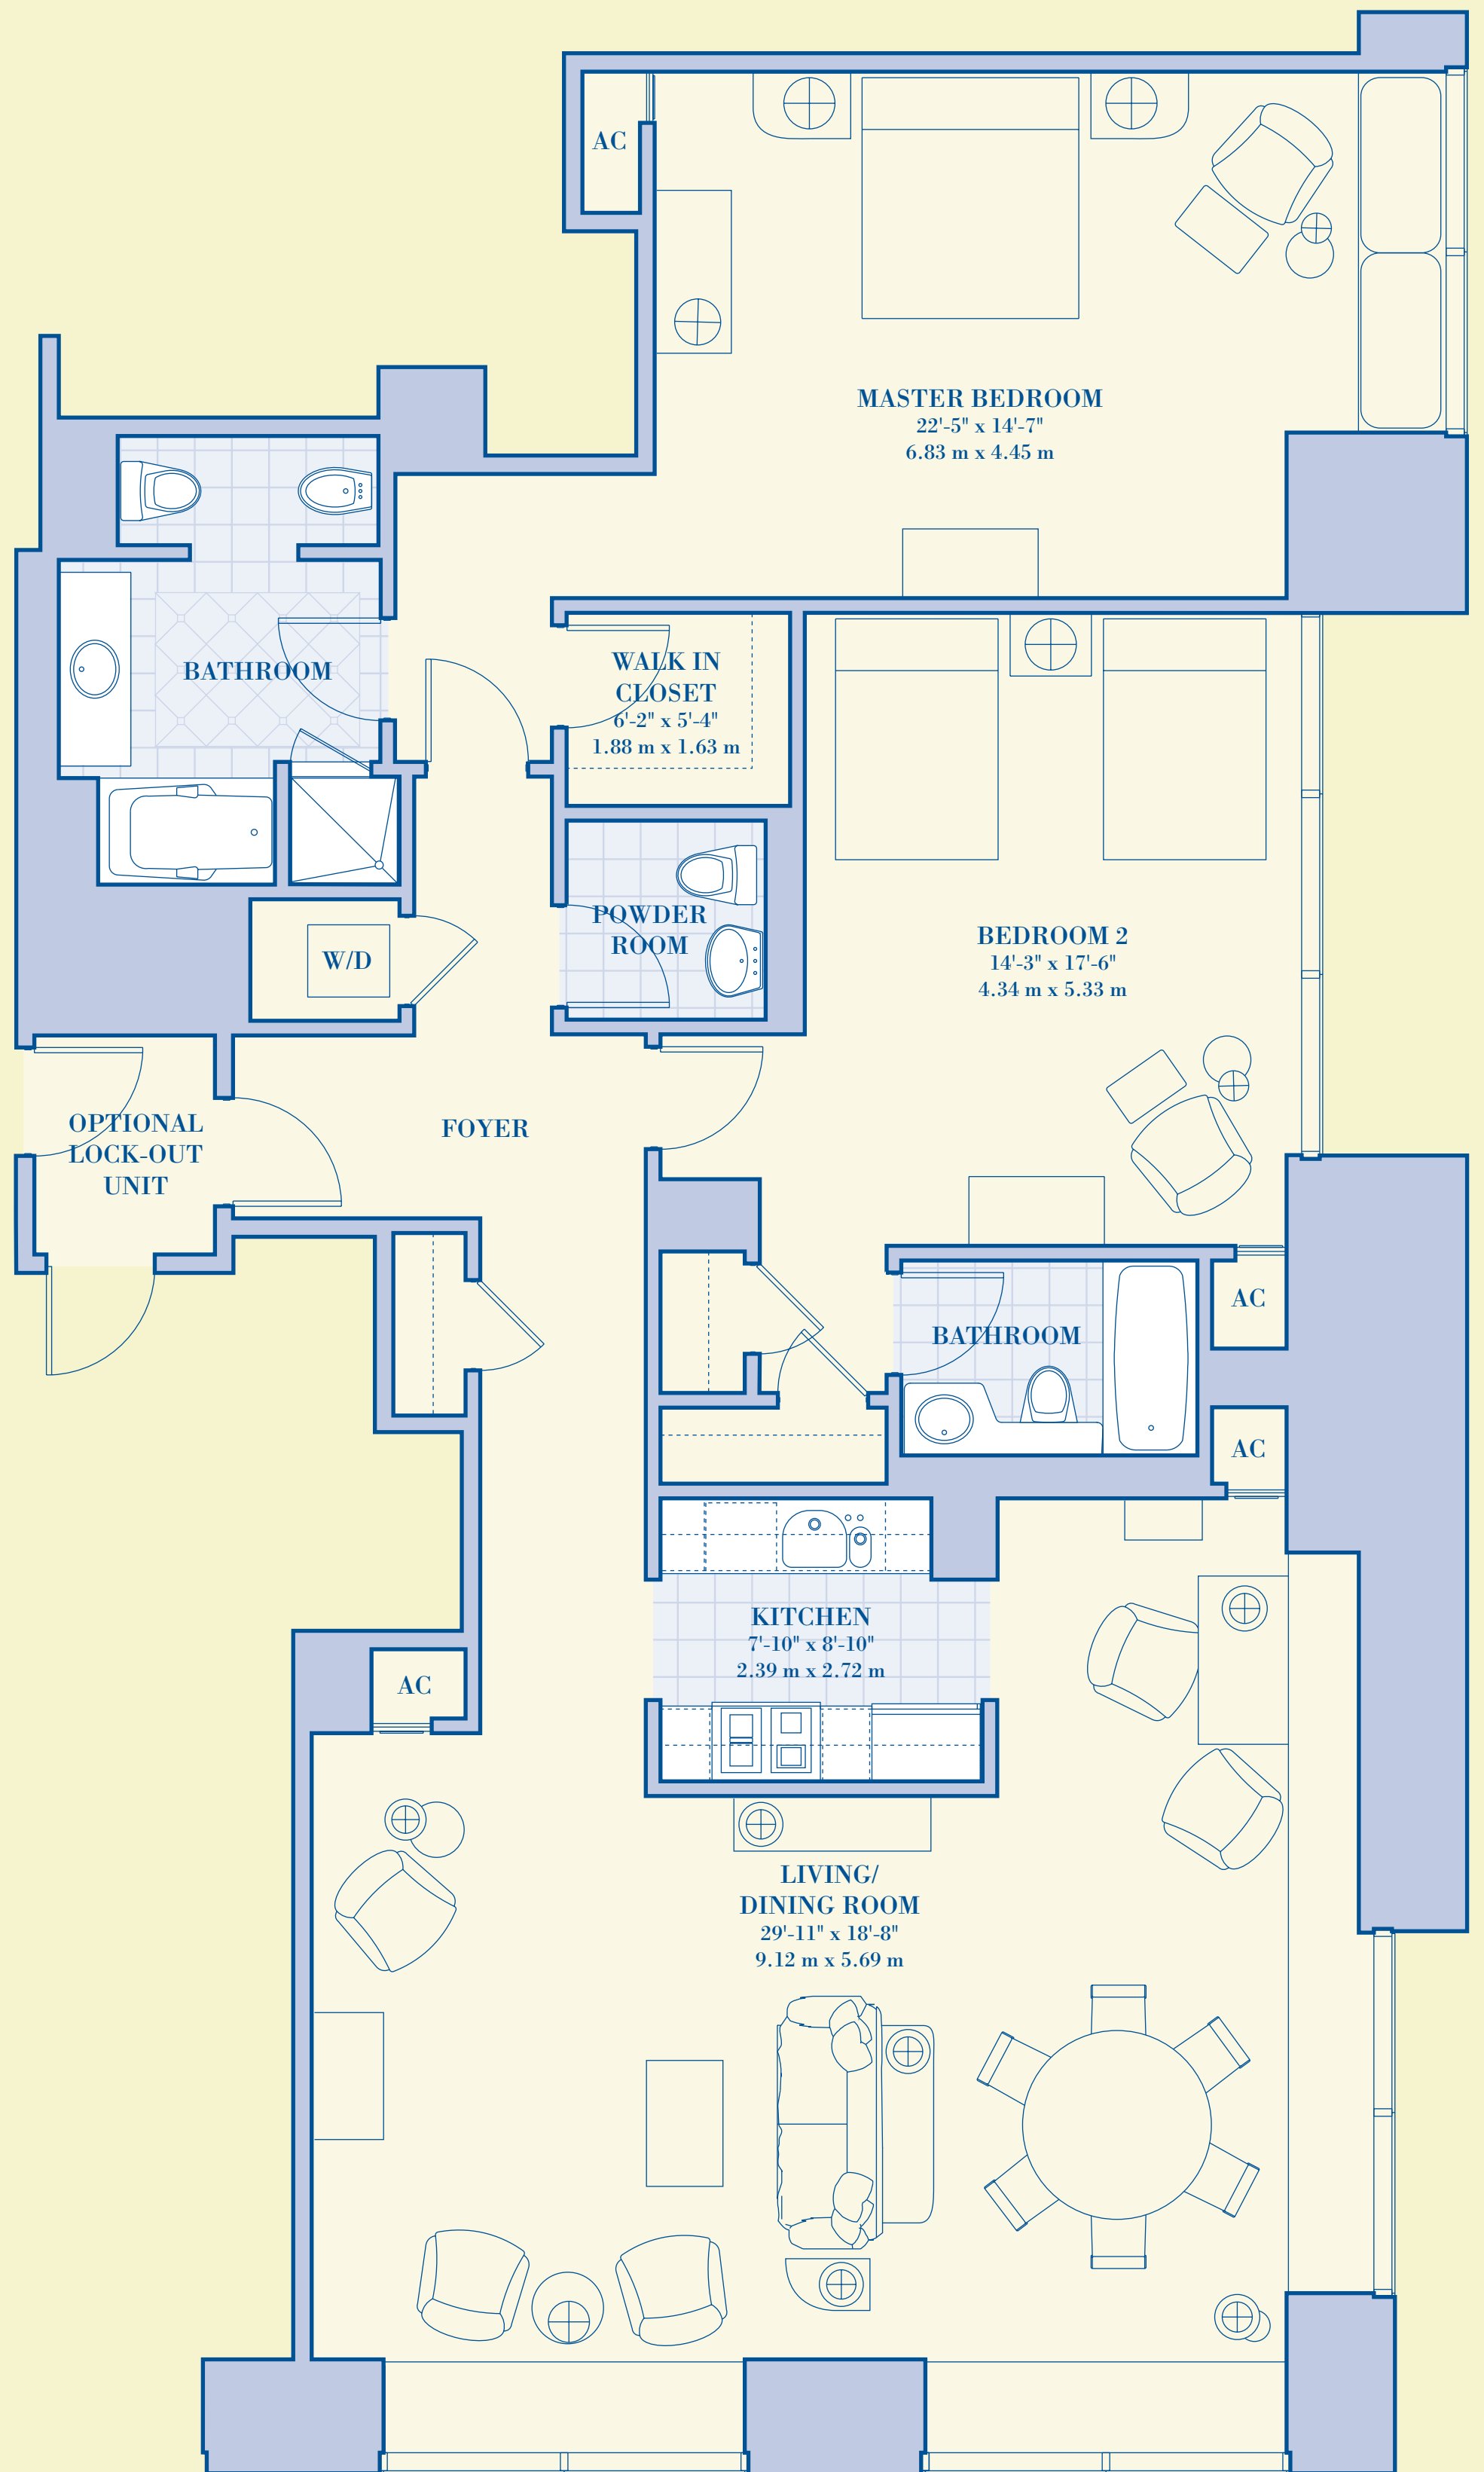 AC
MASTER BEDROOM
22'-5" x 14'-7"
6.83 m x 4.45 m
BATHROOM
WALK IN
CLOSET
6'-2" x 5'-4"
1.88 m x 1.63 m
POWDER
ROOM
W/D
BEDROOM 2
14'-3" x 17'-6"
4.34 m x 5.33 m
OPTIONAL
LOCK-OUT
UNIT
FOYER
AC
BATHROOM
AC
KITCHEN
7'-10" x 8'-10"
2.39 m x 2.72 m
AC
LIVING/
DINING ROOM
29'-11" x 18'-8"
9.12 m x 5.69 m